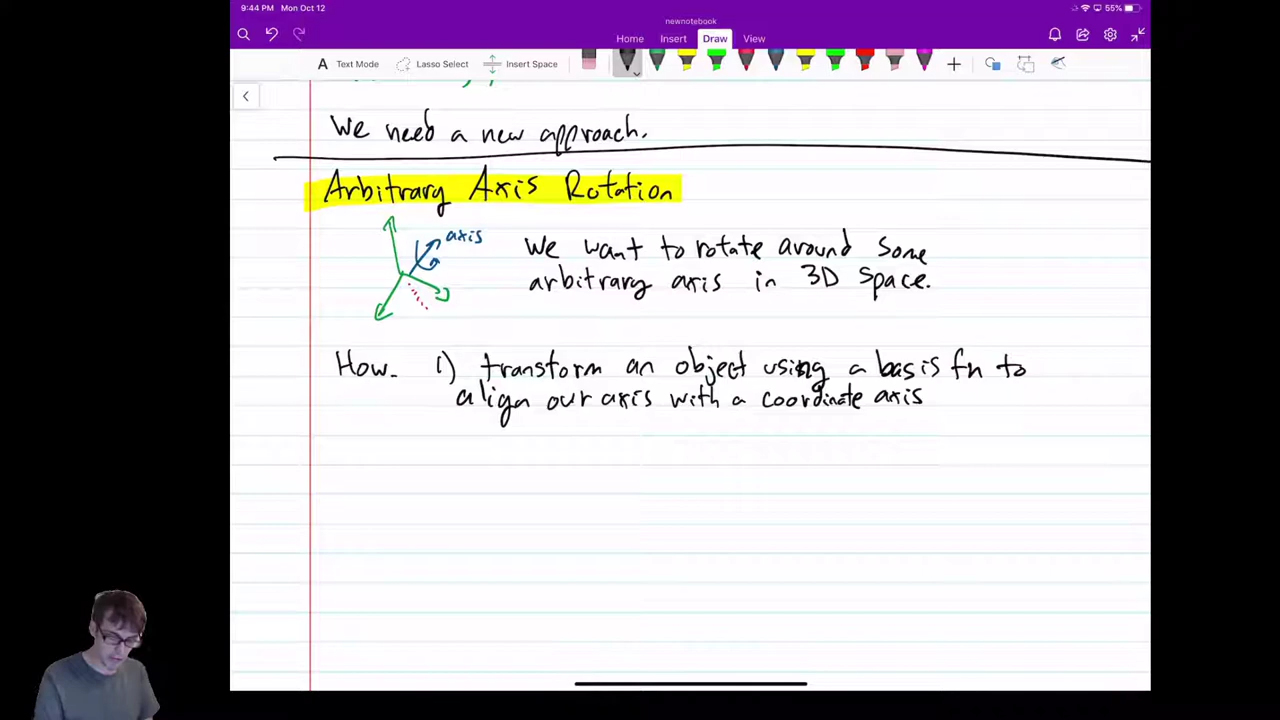 9:44 PM Mon Oct 12
55%
newnotebook
Home Insert Draw View
Text Mode Lasso Select Insert Space
We need a new approach.
Arbitrary Axis Rotation
axis
We want to rotate around some
arbitrary axis in 3D space.
How. 1) transform an object using a basis fn to
align our axis with a coordinate axis